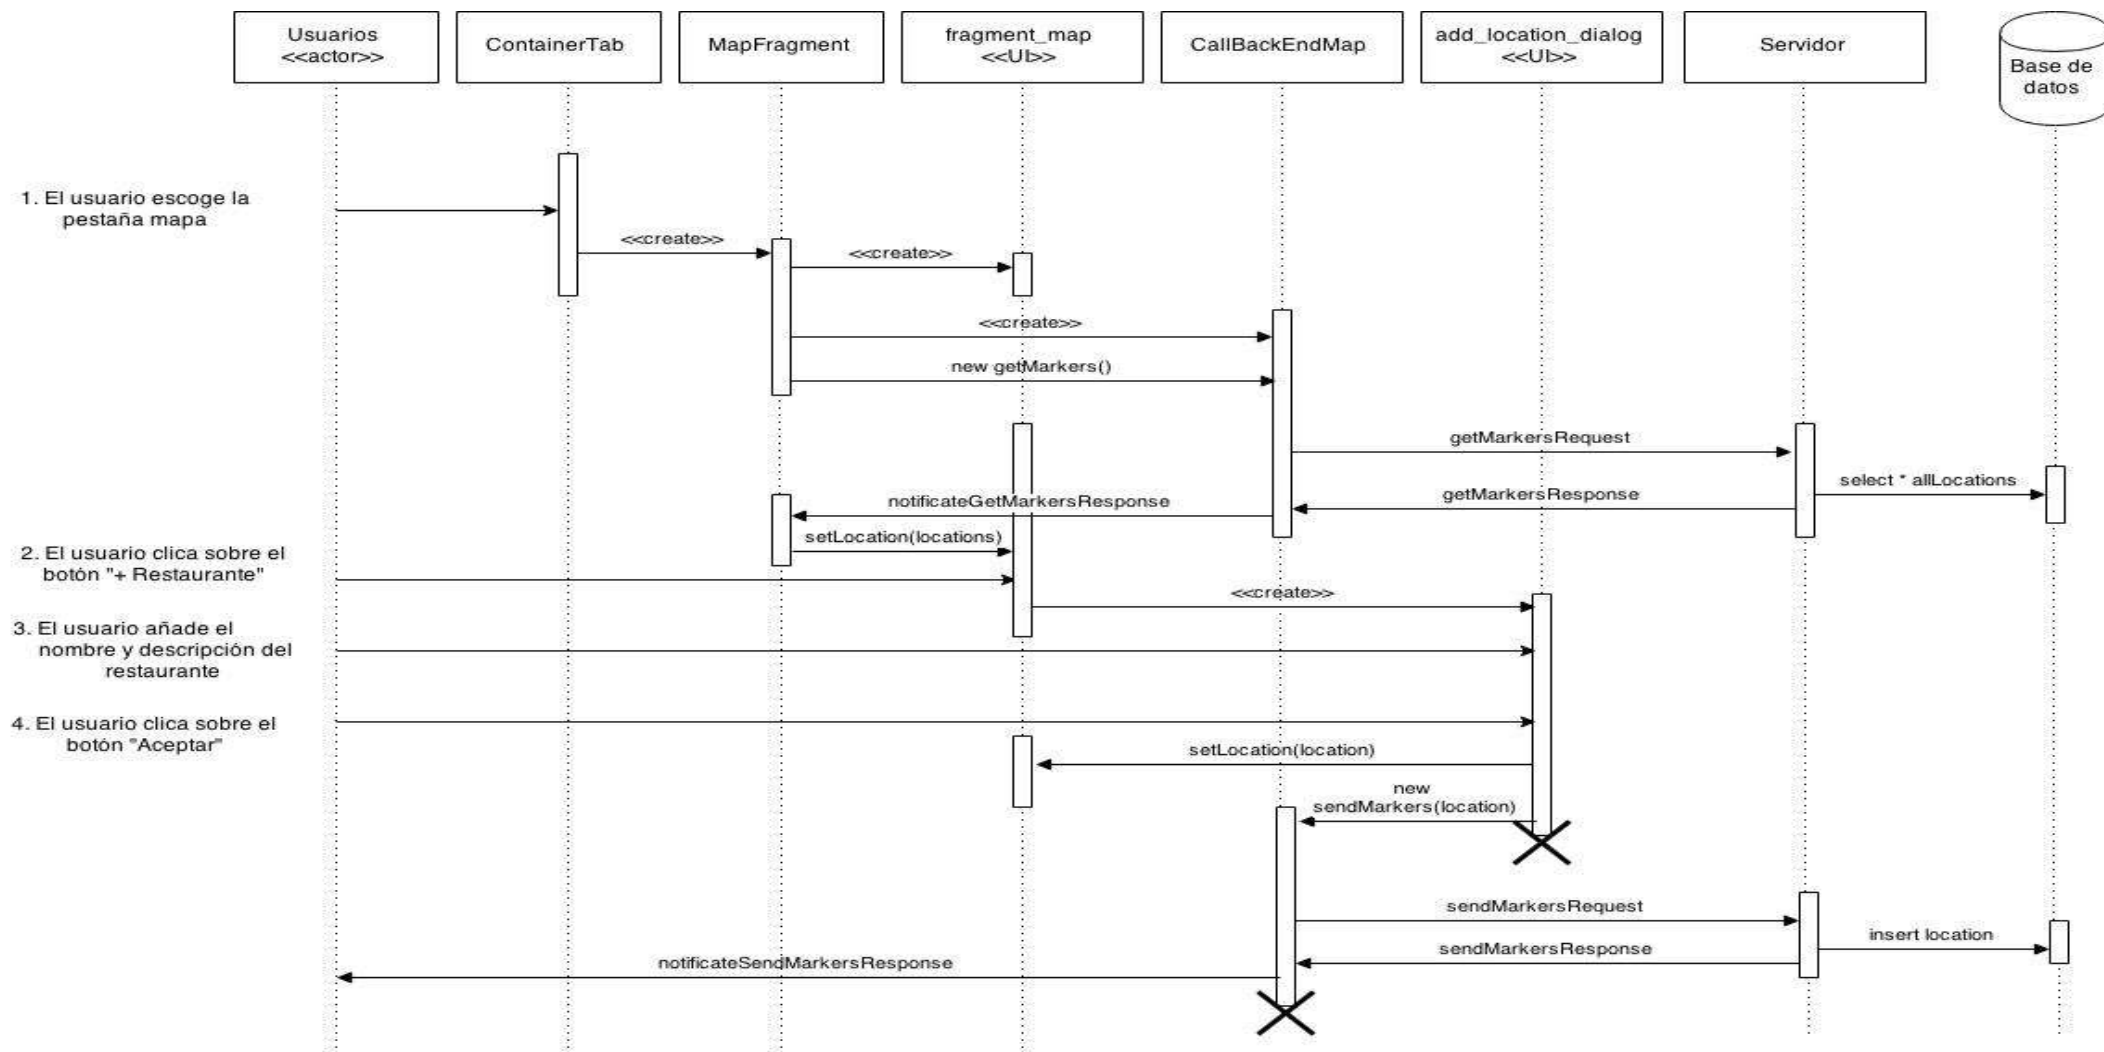 Usuarios
<<actor>>
ContainerTab
MapFragment
fragment_map
<<UI>>
CallBackEndMap
add_location_dialog
<<UI>>
Servidor
Base de
datos
1. El usuario escoge la
pestaña mapa
<<create>>
<<create>>
<<create>>
new getMarkers()
getMarkersRequest
select * allLocations
getMarkersResponse
notificateGetMarkersResponse
setLocation(locations)
2. El usuario clica sobre el
botón "+ Restaurante"
<<create>>
3. El usuario añade el
nombre y descripción del
restaurante
4. El usuario clica sobre el
botón "Aceptar"
setLocation(location)
new
sendMarkers(location)
sendMarkersRequest
insert location
sendMarkersResponse
notificateSendMarkersResponse